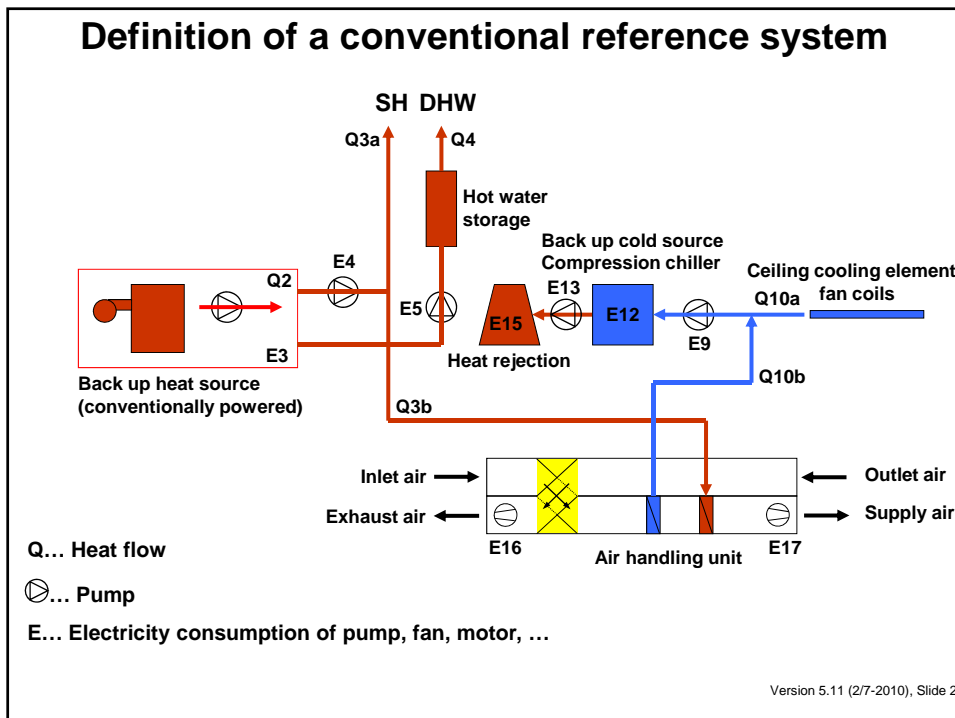 Definition of a conventional reference system
SH DHW
Q3a
Q4
Hot water
storage
E4
Q2
E5
E3
Back up heat source
(conventionally powered)
Back up cold source
Compression chiller
E13
E15
E12
E9
Heat rejection
Ceiling cooling element
fan coils
Q10a
Q10b
Q3b
Inlet air
Outlet air
Exhaust air
Supply air
E16
Air handling unit
E17
Q… Heat flow
… Pump
E… Electricity consumption of pump, fan, motor, …
Version 5.11 (2/7-2010), Slide 2